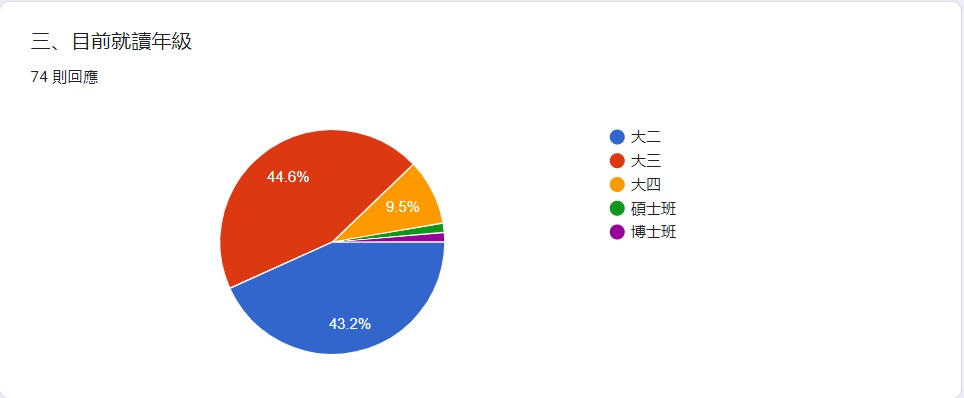 三、目前就讀年級
74 則回應
44.6%
9.5%
43.2%
大二
大三
大四
碩士班
博士班